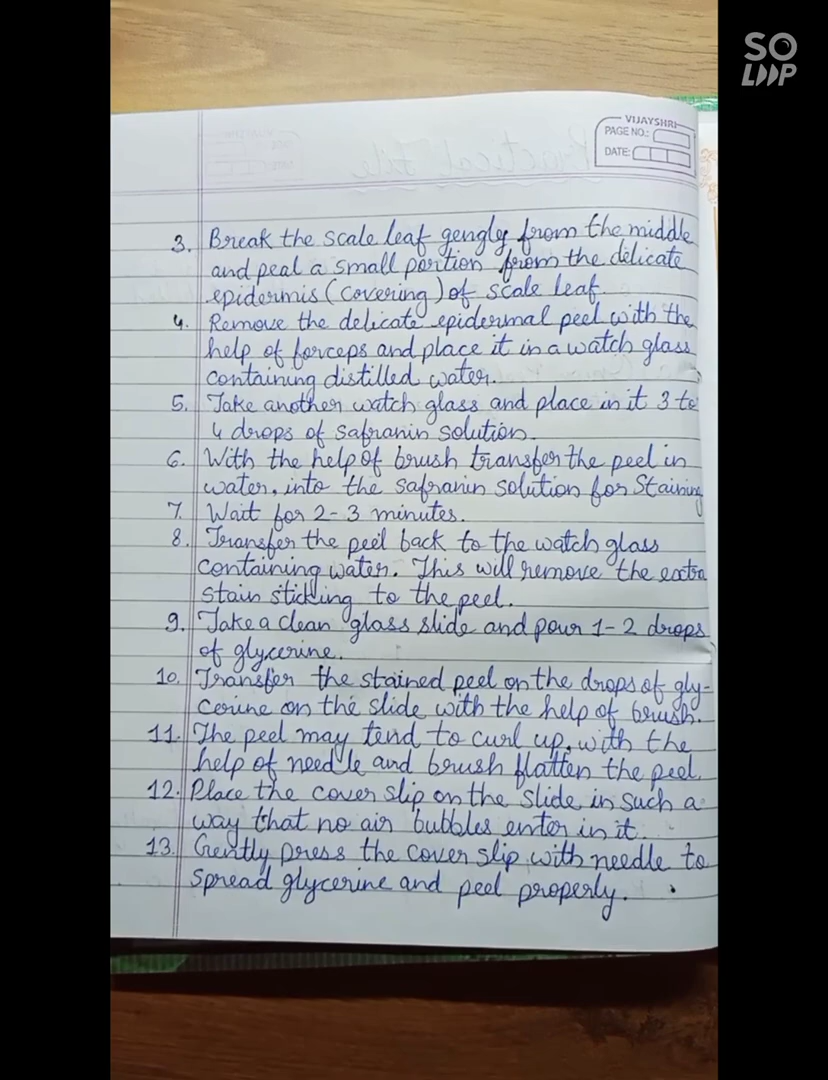 SO
LOOP
VIJAYSHRI
PAGE NO.:
DATE:
Practical File
3. Break the scale leaf gengly from the middle
and peal a small portion from the delicate
epidermis (covering) of scale leaf.
4. Remove the delicate epidermal peel with the
help of forceps and place it in a watch glass
containing distilled water.
5. Take another watch glass and place in it 3 to
4 drops of safranin solution.
6. With the help of brush transfer the peel in
water, into the safranin solution for Staining
7. Wait for 2-3 minutes.
8. Transfer the peel back to the watch glass
containing water. This will remove the extra
stain sticking to the peel.
9. Take a clean glass slide and pour 1-2 drops
of glycerine.
10. Transfer the stained peel on the drops of gly-
cerine on the slide with the help of brush.
11. The peel may tend to curl up, with the
help of needle and brush flatten the peel.
12. Place the cover slip on the slide in such a
way that no air bubbles enter in it.
13. Gently press the cover slip with needle to
spread glycerine and peel properly.